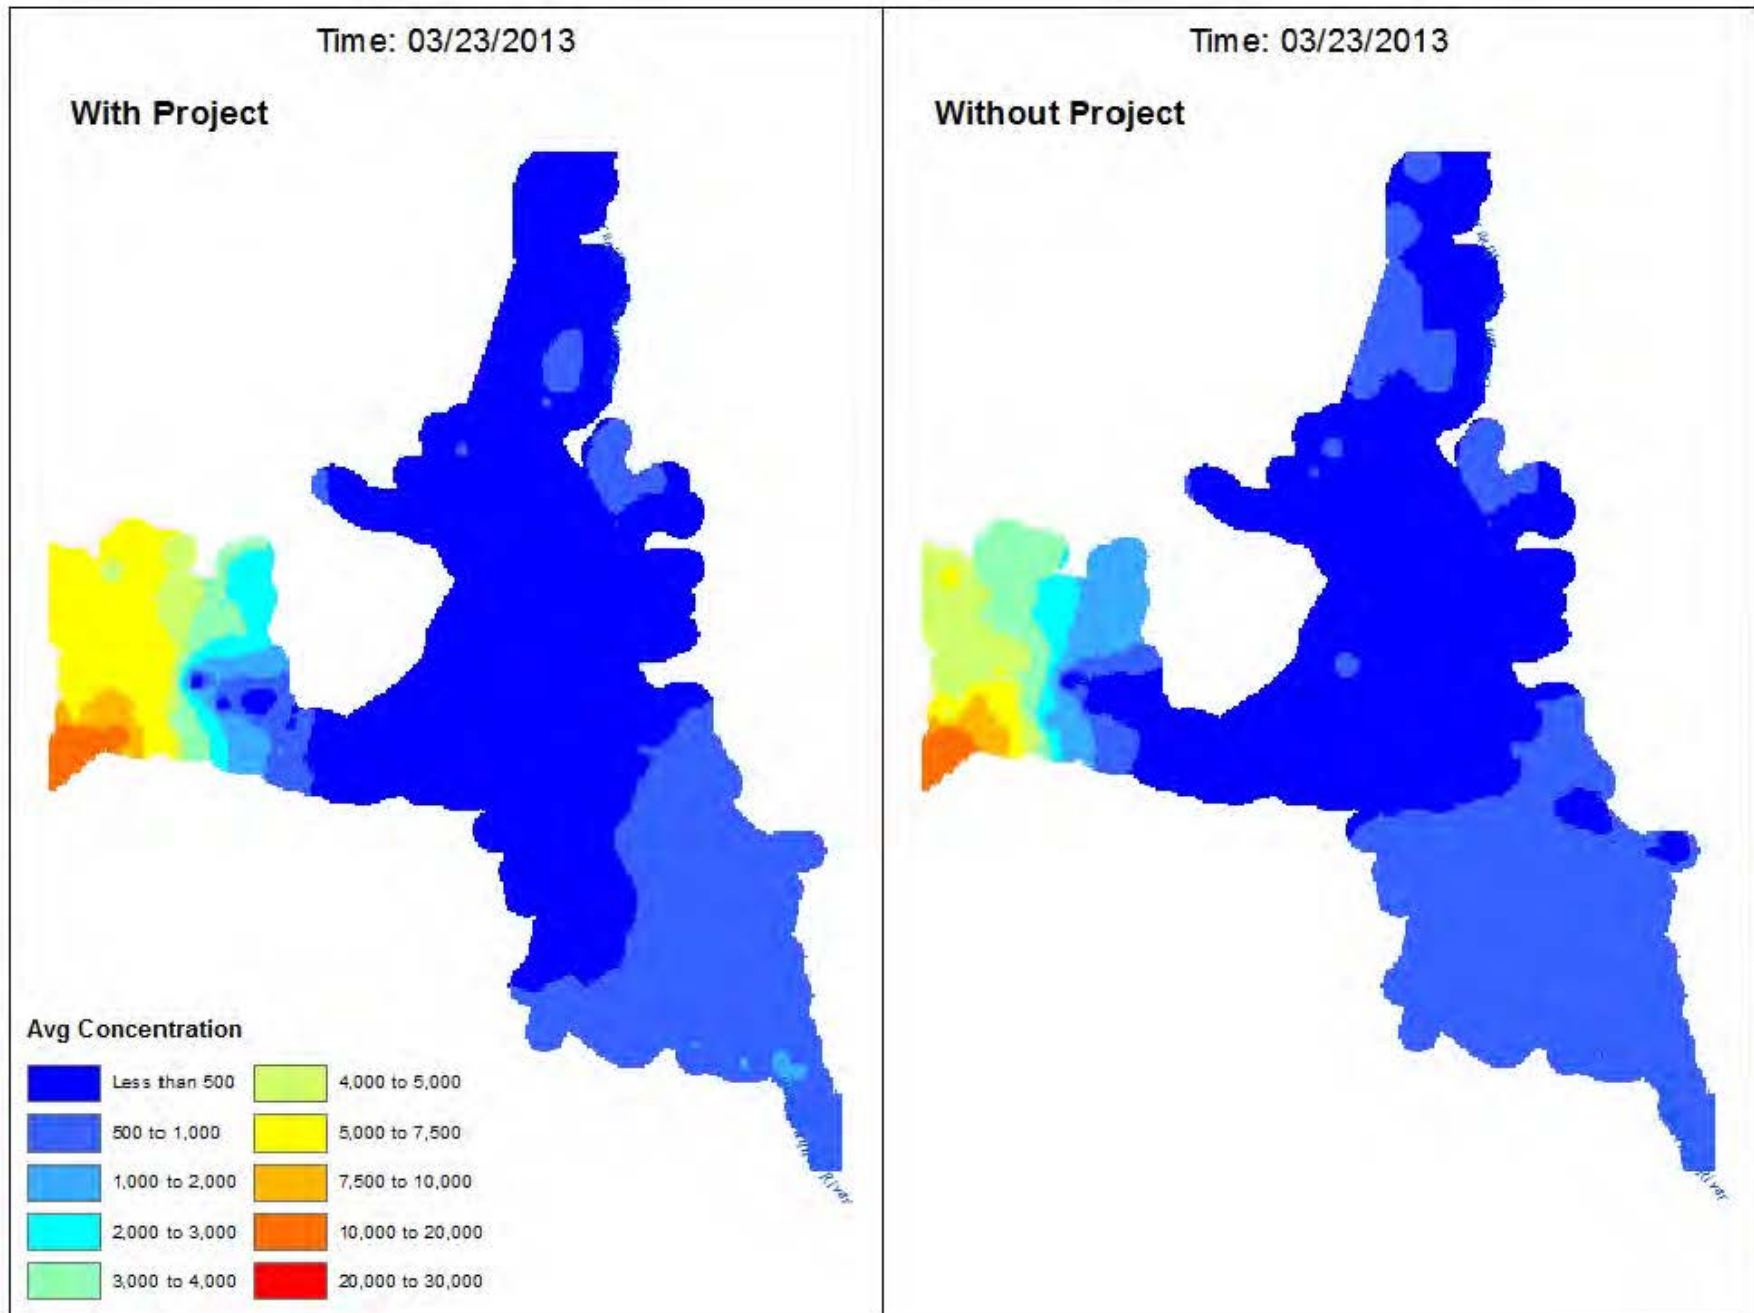 Time: 03/23/2013
With Project
Time: 03/23/2013
Without Project
Avg Concentration
Less than 500
500 to 1,000
1,000 to 2,000
2,000 to 3,000
3,000 to 4,000
4,000 to 5,000
5,000 to 7,500
7,500 to 10,000
10,000 to 20,000
20,000 to 30,000
River
River